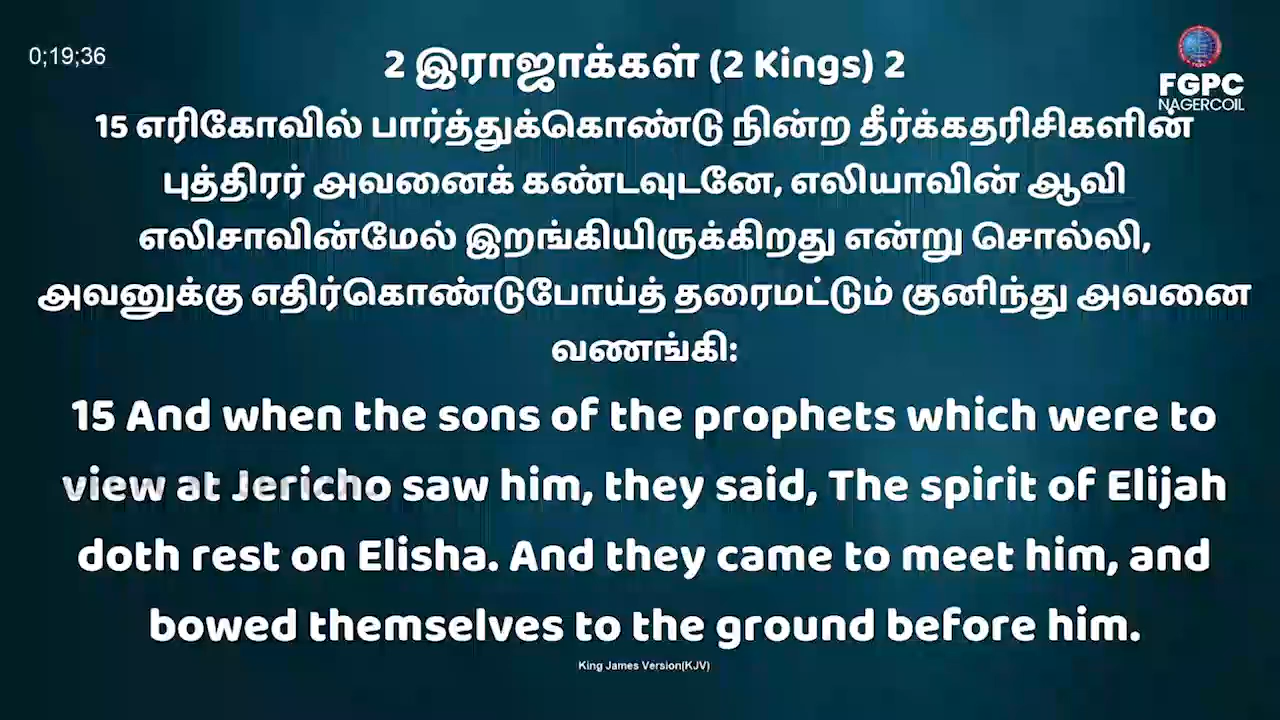 0;19;36
2 இராஜாக்கள் (2 Kings) 2
FGPC
NAGERCOIL
15 எரிகோவில் பார்த்துக்கொண்டு நின்ற தீர்க்கதரிசிகளின்
புத்திரர் அவனைக் கண்டவுடனே, எலியாவின் ஆவி
எலிசாவின்மேல் இறங்கியிருக்கிறது என்று சொல்லி,
அவனுக்கு எதிர்கொண்டுபோய்த் தரைமட்டும் குனிந்து அவனை
வணங்கி:
15 And when the sons of the prophets which were to
view at Jericho saw him, they said, The spirit of Elijah
doth rest on Elisha. And they came to meet him, and
bowed themselves to the ground before him.
King James Version(KJV)